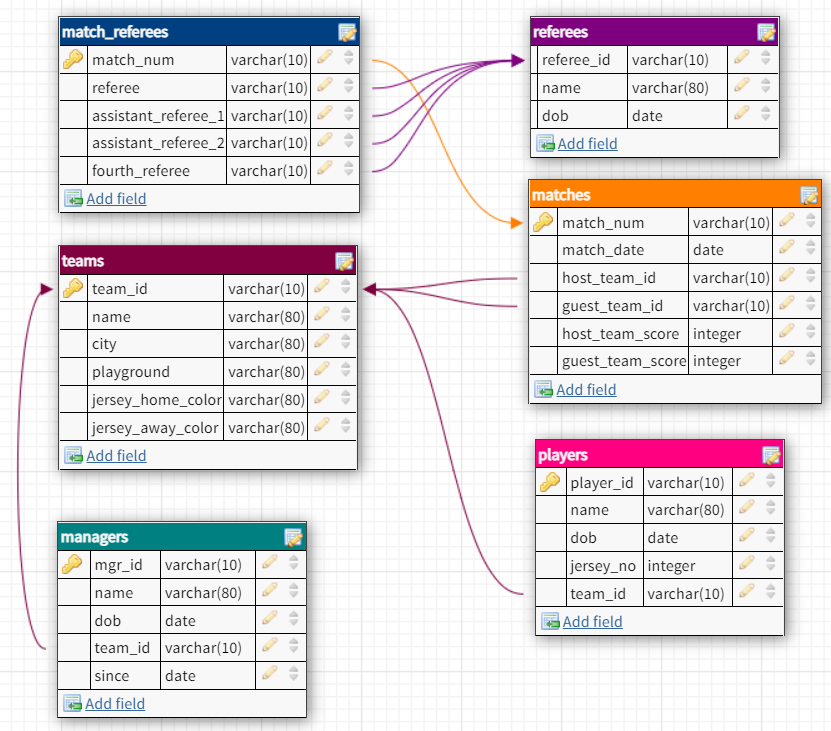 match_referees
match_num varchar(10)
referee varchar(10)
assistant_referee_1 varchar(10)
assistant_referee_2 varchar(10)
fourth_referee varchar(10)
Add field
referees
referee_id varchar(10)
name varchar(80)
dob date
Add field
matches
match_num varchar(10)
match_date date
host_team_id varchar(10)
guest_team_id varchar(10)
host_team_score integer
guest_team_score integer
Add field
teams
team_id varchar(10)
name varchar(80)
city varchar(80)
playground varchar(80)
jersey_home_color varchar(80)
jersey_away_color varchar(80)
Add field
players
player_id varchar(10)
name varchar(80)
dob date
jersey_no integer
team_id varchar(10)
Add field
managers
mgr_id varchar(10)
name varchar(80)
dob date
team_id varchar(10)
since date
Add field